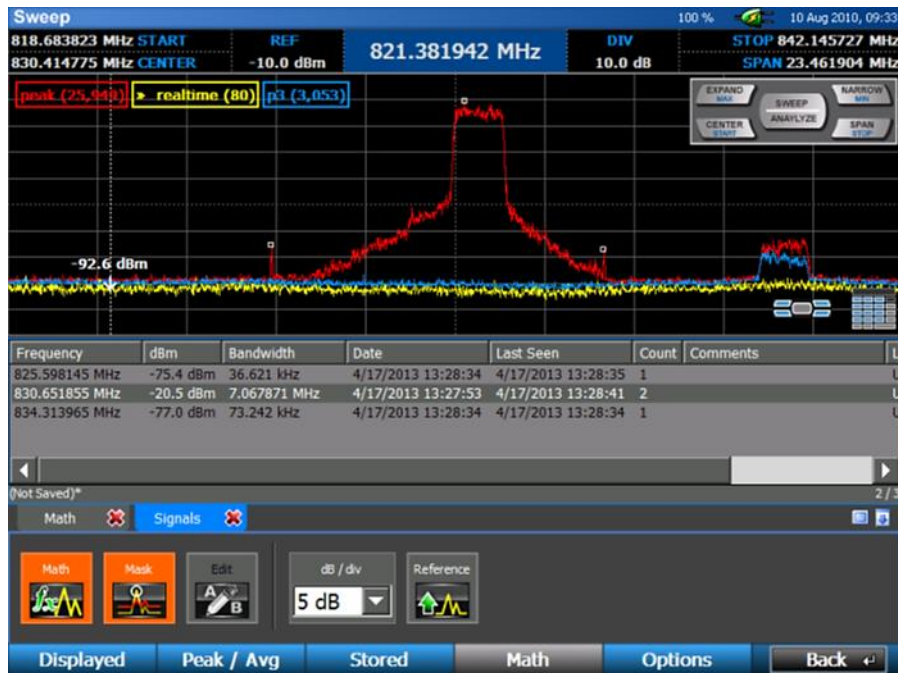 Sweep 100 % 10 Aug 2010, 09:33
818.683823 MHz START REF 821.381942 MHz DIV STOP 842.145727 MHz
830.414775 MHz CENTER -10.0 dBm 10.0 dB SPAN 23.461904 MHz
peak (25,949) » realtime (80) p3 (3,053)
EXPAND MAX SWEEP NARROW MIN
CENTER START ANAYLYZE SPAN STOP
-92.6 dBm
Frequency dBm Bandwidth Date Last Seen Count Comments L
825.598145 MHz -75.4 dBm 36.621 kHz 4/17/2013 13:28:34 4/17/2013 13:28:35 1 U
830.651855 MHz -20.5 dBm 7.067871 MHz 4/17/2013 13:27:53 4/17/2013 13:28:41 2 U
834.313965 MHz -77.0 dBm 73.242 kHz 4/17/2013 13:28:34 4/17/2013 13:28:34 1 U
(Not Saved)* 2 / 3
Math Signals
Math Mask Edit dB / div Reference
fx A B 5 dB
Displayed Peak / Avg Stored Math Options Back